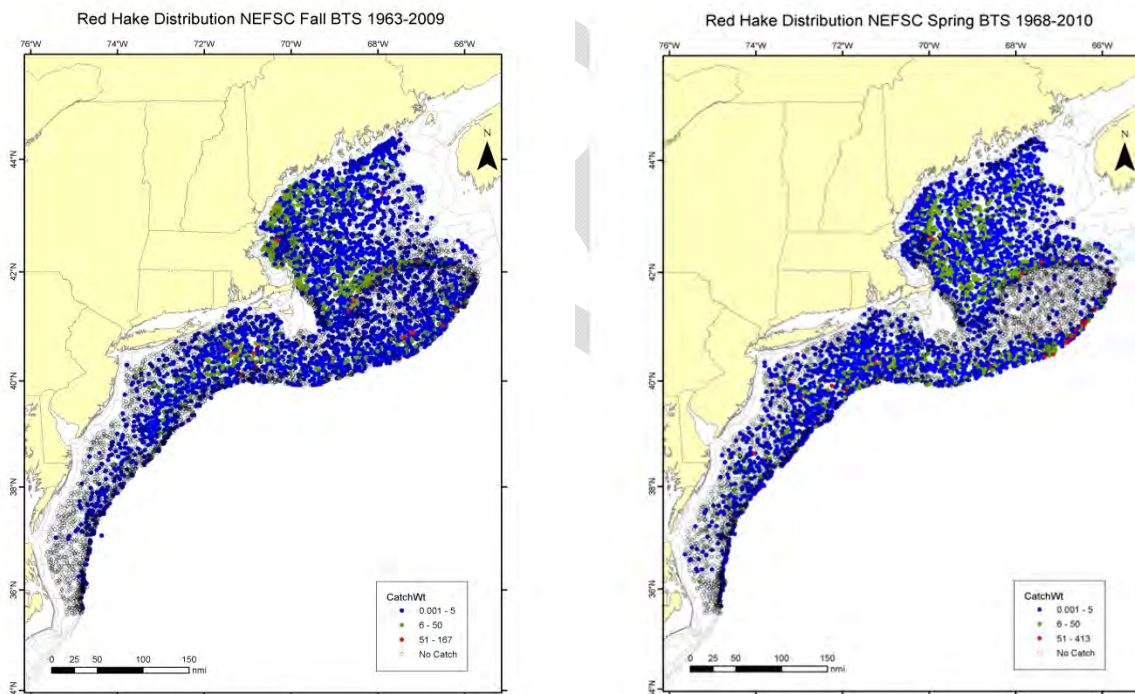 Red Hake Distribution NEFSC Fall BTS 1963-2009
76°W 74°W 72°W 70°W 68°W 66°W
44°N
42°N
40°N
38°N
36°N
4°N
N
CatchWt
0.001 - 5
6 - 50
51 - 167
No Catch
0 25 50 100 150
nmi
Red Hake Distribution NEFSC Spring BTS 1968-2010
76°W 74°W 72°W 70°W 68°W 66°W
44°N
42°N
40°N
38°N
36°N
4°N
N
CatchWt
0.001 - 5
6 - 50
51 - 413
No Catch
0 25 50 100 150
nmi